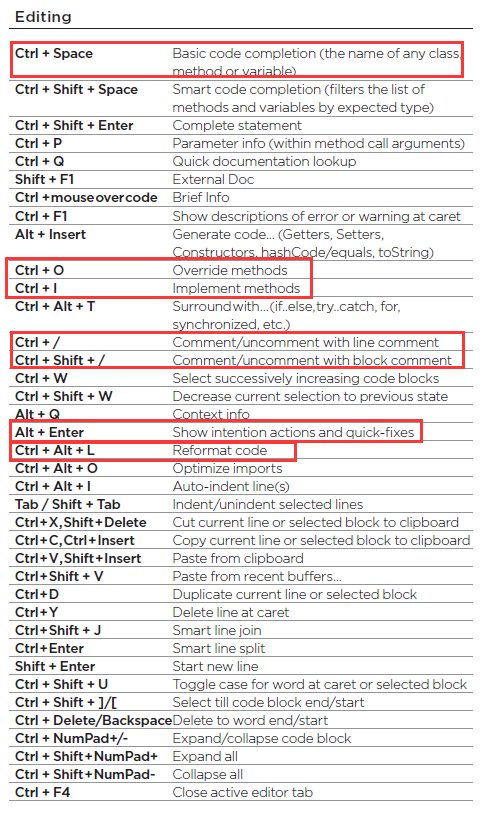 Editing
Ctrl + Space Basic code completion (the name of any class,
method or variable)
Ctrl + Shift + Space Smart code completion (filters the list of
methods and variables by expected type)
Ctrl + Shift + Enter Complete statement
Ctrl + P Parameter info (within method call arguments)
Ctrl + Q Quick documentation lookup
Shift + F1 External Doc
Ctrl +mouse over code Brief Info
Ctrl + F1 Show descriptions of error or warning at caret
Alt + Insert Generate code... (Getters, Setters,
Constructors, hashCode/equals, toString)
Ctrl + O Override methods
Ctrl + I Implement methods
Ctrl + Alt + T Surround with...(if..else,try..catch, for,
synchronized, etc.)
Ctrl + / Comment/uncomment with line comment
Ctrl + Shift + / Comment/uncomment with block comment
Ctrl + W Select successively increasing code blocks
Ctrl + Shift + W Decrease current selection to previous state
Alt + Q Context info
Alt + Enter Show intention actions and quick-fixes
Ctrl + Alt + L Reformat code
Ctrl + Alt + O Optimize imports
Ctrl + Alt + I Auto-indent line(s)
Tab / Shift + Tab Indent/unindent selected lines
Ctrl+X,Shift+Delete Cut current line or selected block to clipboard
Ctrl+C,Ctrl+Insert Copy current line or selected block to clipboard
Ctrl+V,Shift+Insert Paste from clipboard
Ctrl+Shift + V Paste from recent buffers...
Ctrl+D Duplicate current line or selected block
Ctrl+Y Delete line at caret
Ctrl+Shift + J Smart line join
Ctrl+Enter Smart line split
Shift + Enter Start new line
Ctrl + Shift + U Toggle case for word at caret or selected block
Ctrl + Shift + ]/[ Select till code block end/start
Ctrl + Delete/Backspace Delete to word end/start
Ctrl + NumPad+/- Expand/collapse code block
Ctrl + Shift+NumPad+ Expand all
Ctrl + Shift+NumPad- Collapse all
Ctrl + F4 Close active editor tab